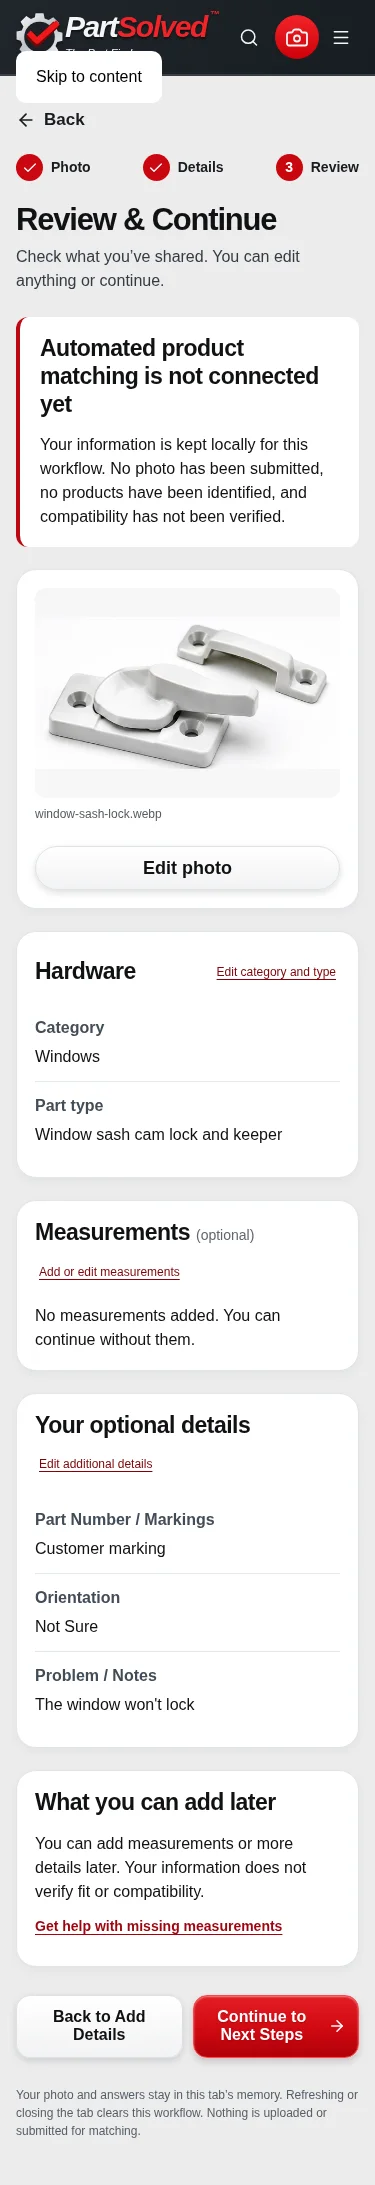 PartSolved™
Skip to content
Back
Photo
Details
3 Review
Review & Continue
Check what you’ve shared. You can edit
anything or continue.
Automated product
matching is not connected
yet
Your information is kept locally for this
workflow. No photo has been submitted,
no products have been identified, and
compatibility has not been verified.
window-sash-lock.webp
Edit photo
Hardware
Edit category and type
Category
Windows
Part type
Window sash cam lock and keeper
Measurements (optional)
Add or edit measurements
No measurements added. You can
continue without them.
Your optional details
Edit additional details
Part Number / Markings
Customer marking
Orientation
Not Sure
Problem / Notes
The window won't lock
What you can add later
You can add measurements or more
details later. Your information does not
verify fit or compatibility.
Get help with missing measurements
Back to Add
Details
Continue to
Next Steps
Your photo and answers stay in this tab’s memory. Refreshing or
closing the tab clears this workflow. Nothing is uploaded or
submitted for matching.